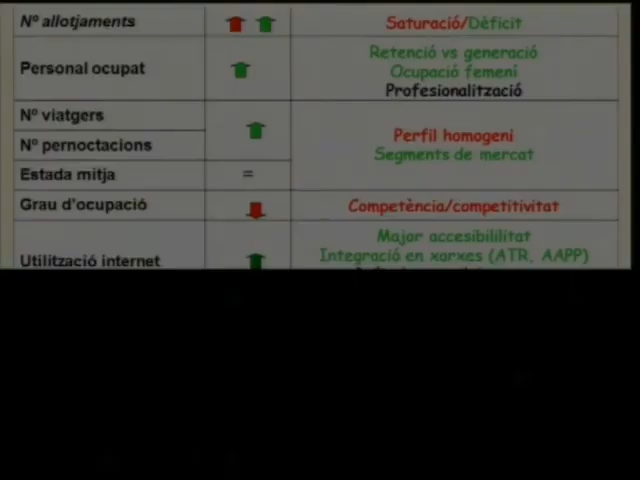 Nº allotjaments
Saturació/Dèficit
Personal ocupat
Retenció vs generació
Ocupació femení
Profesionalització
Nº viatgers
Nº pernoctacions
Perfil homogeni
Segments de mercat
Estada mitja
=
Grau d'ocupació
Competència/competitivitat
Utilització internet
Major accesibililitat
Integració en xarxes (ATR, AAPP)